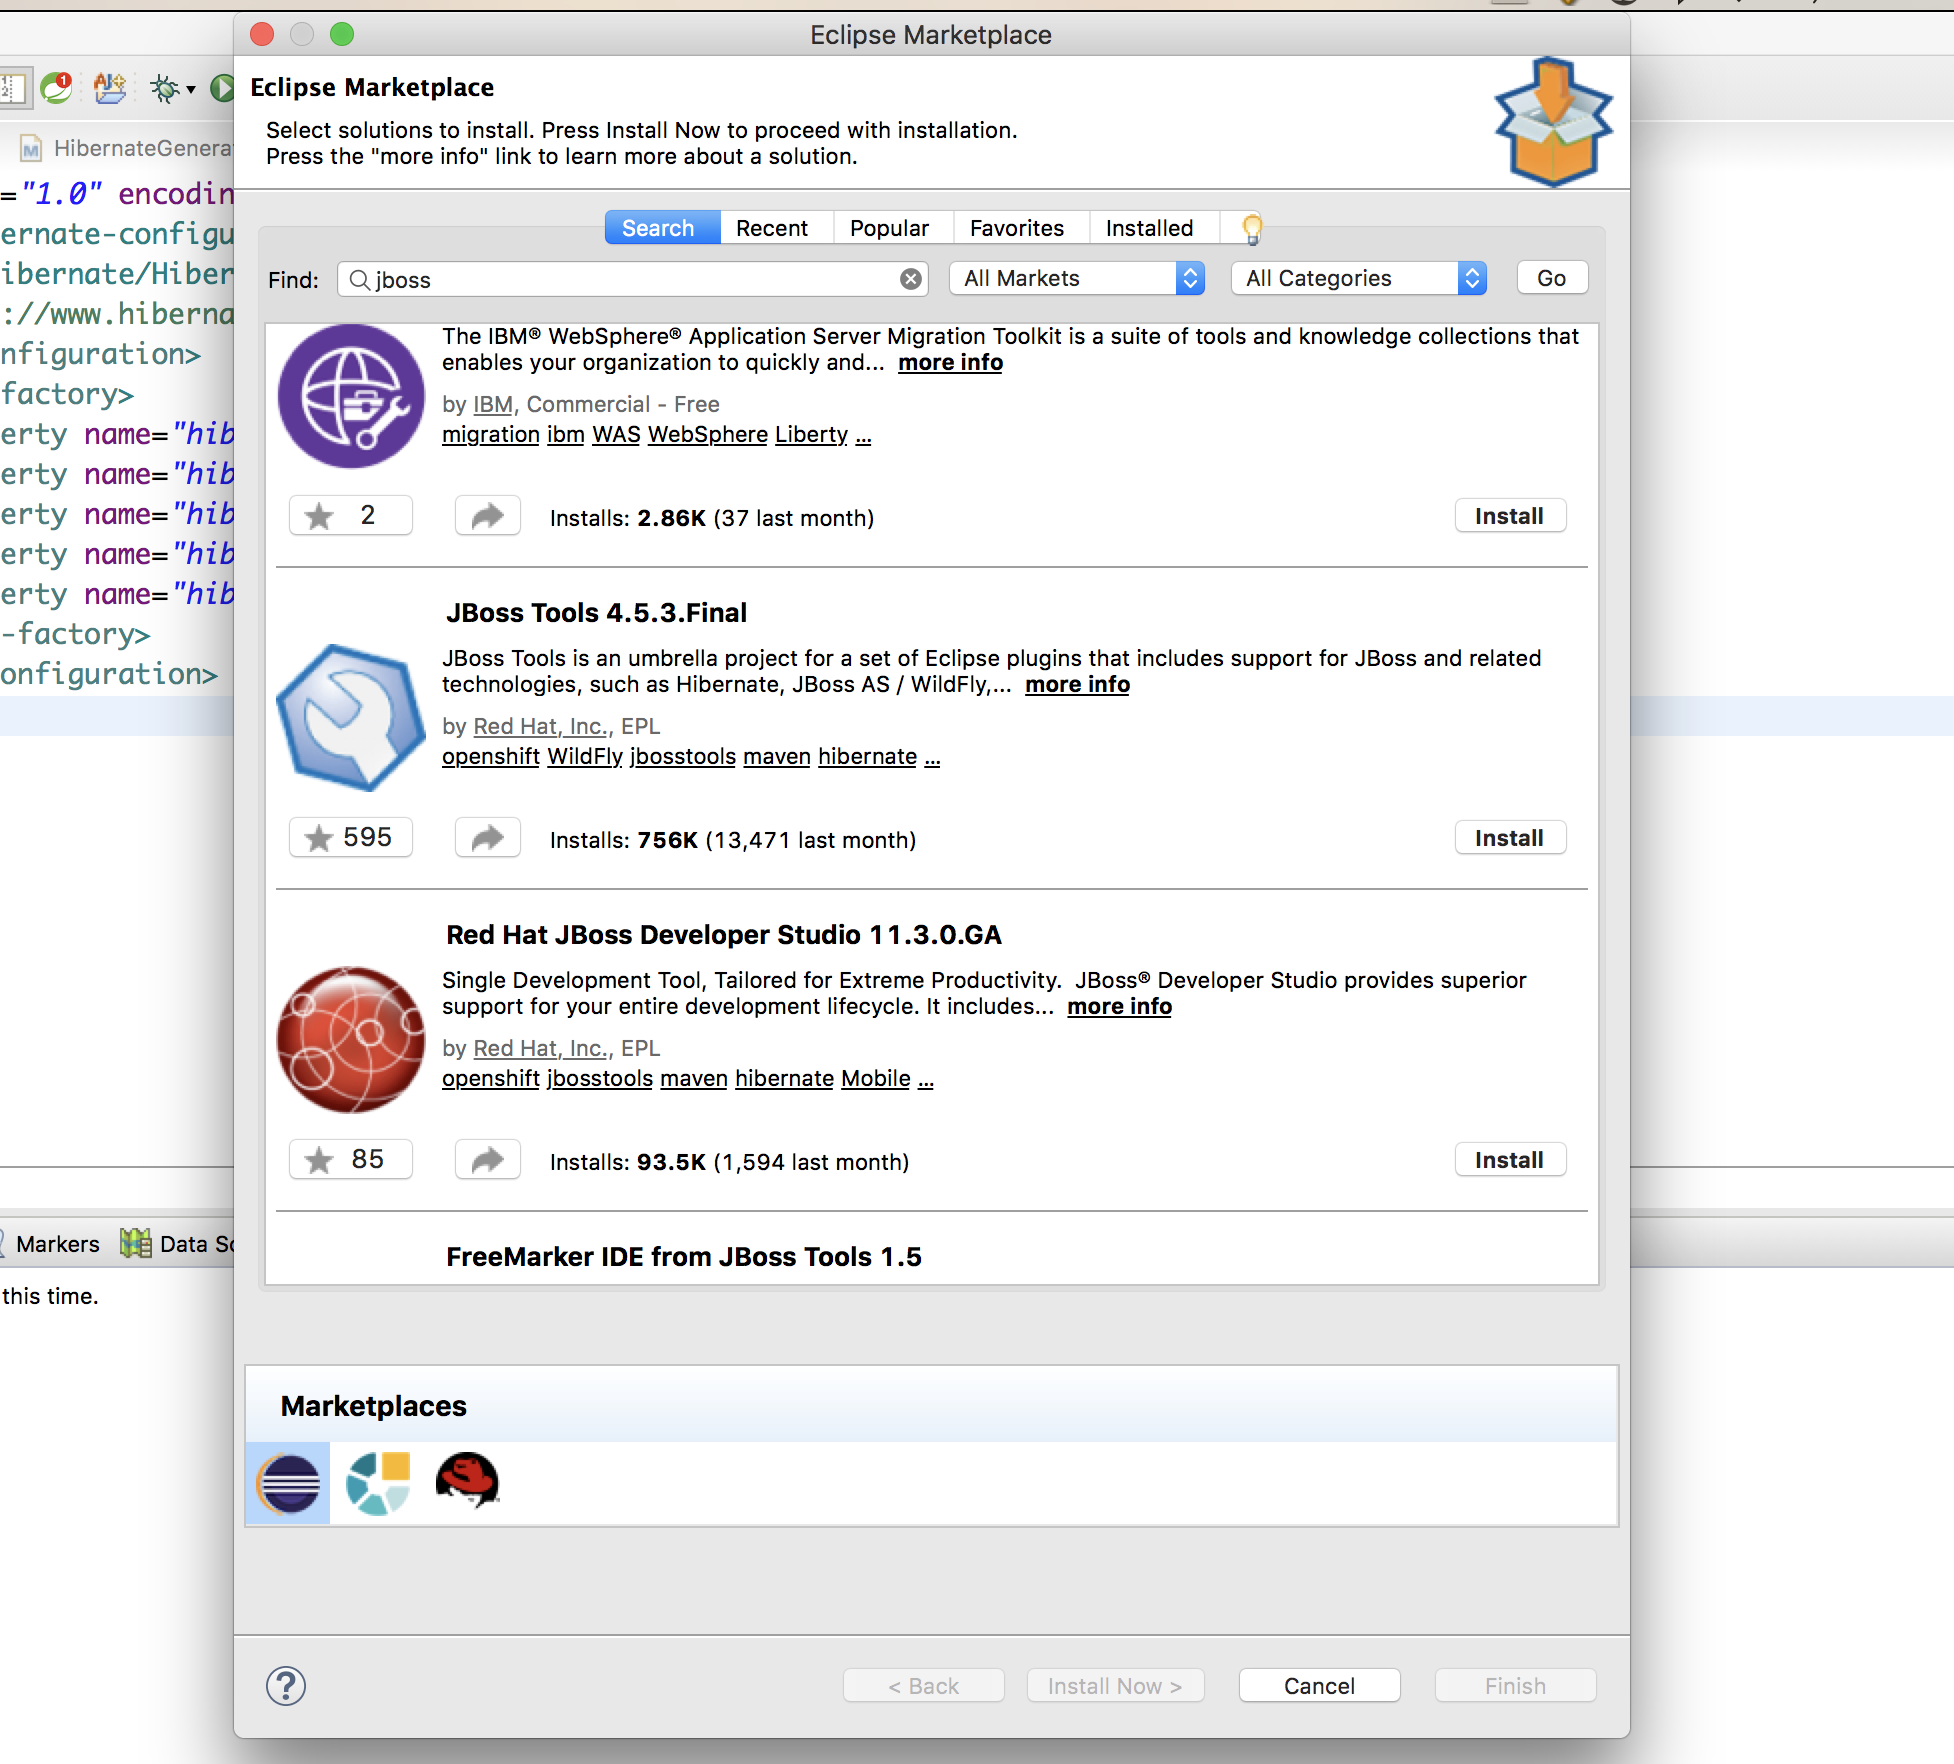 Eclipse Marketplace
Eclipse Marketplace
Select solutions to install. Press Install Now to proceed with installation.
Press the "more info" link to learn more about a solution.
1
HibernateGenera
="1.0" encodin
ernate-configu
ibernate/Hiber
://www.hiberna
nfiguration>
factory>
erty name="hib
erty name="hib
erty name="hib
erty name="hib
erty name="hib
-factory>
onfiguration>
Search Recent Popular Favorites Installed
Find: jboss All Markets All Categories Go
The IBM® WebSphere® Application Server Migration Toolkit is a suite of tools and knowledge collections that
enables your organization to quickly and... more info
by IBM, Commercial - Free
migration ibm WAS WebSphere Liberty ...
2 Installs: 2.86K (37 last month) Install
JBoss Tools 4.5.3.Final
JBoss Tools is an umbrella project for a set of Eclipse plugins that includes support for JBoss and related
technologies, such as Hibernate, JBoss AS / WildFly,... more info
by Red Hat, Inc., EPL
openshift WildFly jbosstools maven hibernate ...
595 Installs: 756K (13,471 last month) Install
Red Hat JBoss Developer Studio 11.3.0.GA
Single Development Tool, Tailored for Extreme Productivity.  JBoss® Developer Studio provides superior
support for your entire development lifecycle. It includes... more info
by Red Hat, Inc., EPL
openshift jbosstools maven hibernate Mobile ...
85 Installs: 93.5K (1,594 last month) Install
FreeMarker IDE from JBoss Tools 1.5
Markers Data So
this time.
Marketplaces
? < Back Install Now > Cancel Finish